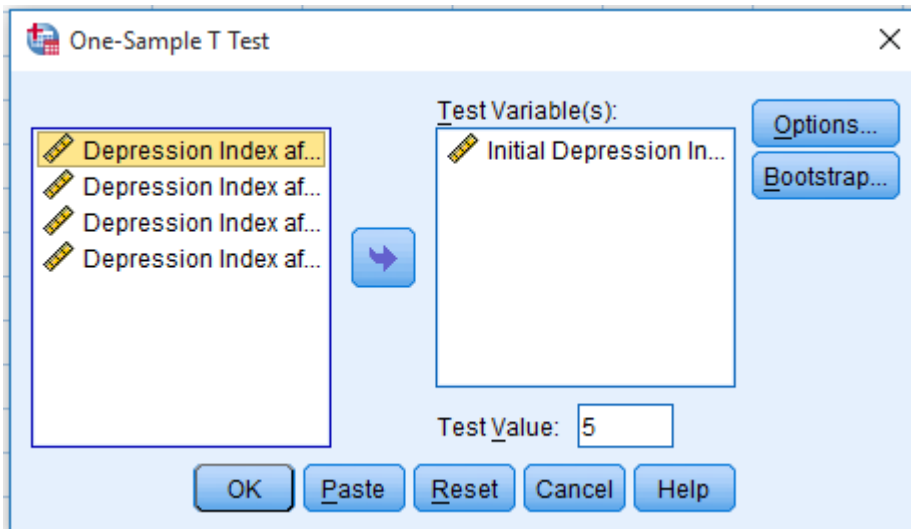 One-Sample T Test
Depression Index af...
Depression Index af...
Depression Index af...
Depression Index af...
Test Variable(s):
Initial Depression In...
Options...
Bootstrap...
Test Value: 5
OK Paste Reset Cancel Help